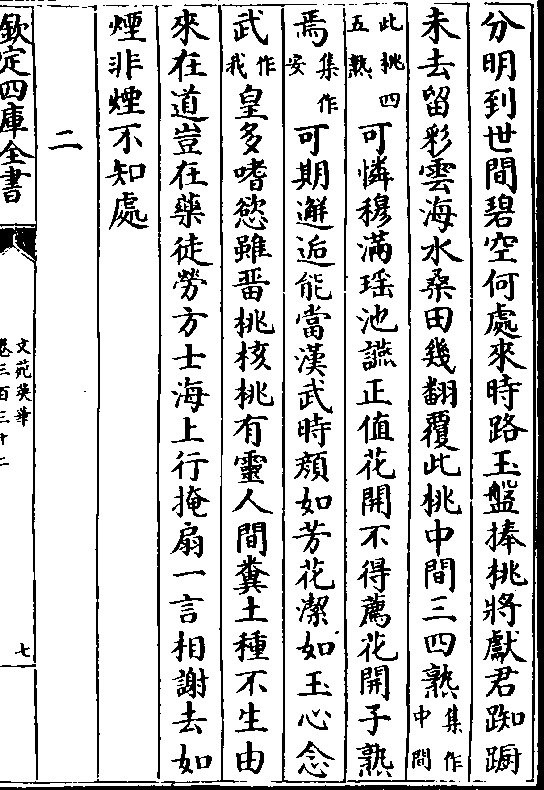 分明到世間碧空何處來時路玉盤捧桃將獻君踟蹰
未去留彩雲海水桑田幾翻覆此桃中間三四熟集作中間
此桃四五熟可憐穆滿瑤池讌正值花開不得薦花開子熟
焉集作安可期邂逅能當漢武時顏如芳花潔如玉心念
武作我皇多嗜慾雖畱桃核桃有靈人間糞土種不生由
來在道豈在藥徒勞方士海上行掩扇一言相謝去如
煙非煙不知處
二
欽定四庫全書
文苑英華
卷三百三十二
七